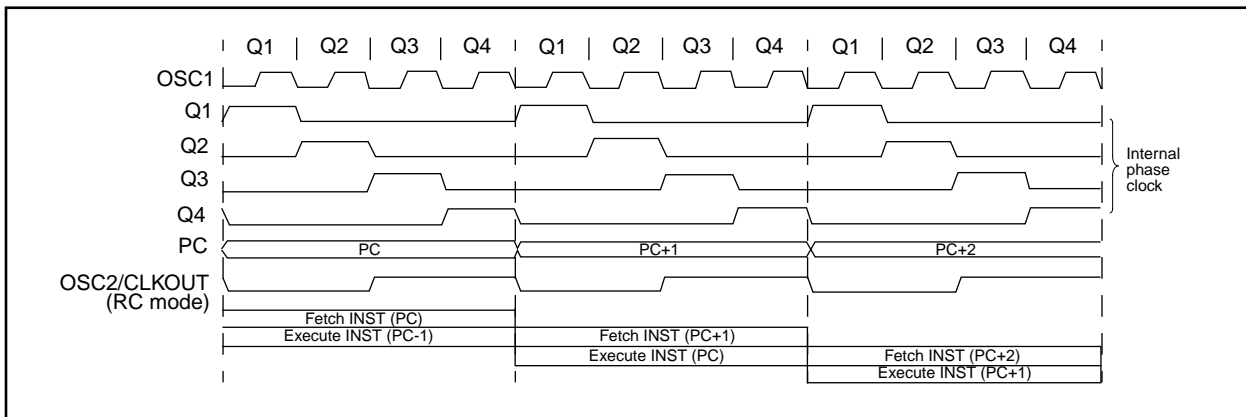 Q1 Q2 Q3 Q4 Q1 Q2 Q3 Q4 Q1 Q2 Q3 Q4
OSC1
Q1
Q2
Q3
Q4
Internal
phase
clock
PC
PC PC+1 PC+2
OSC2/CLKOUT
(RC mode)
Fetch INST (PC)
Execute INST (PC-1) Fetch INST (PC+1)
Execute INST (PC) Fetch INST (PC+2)
Execute INST (PC+1)